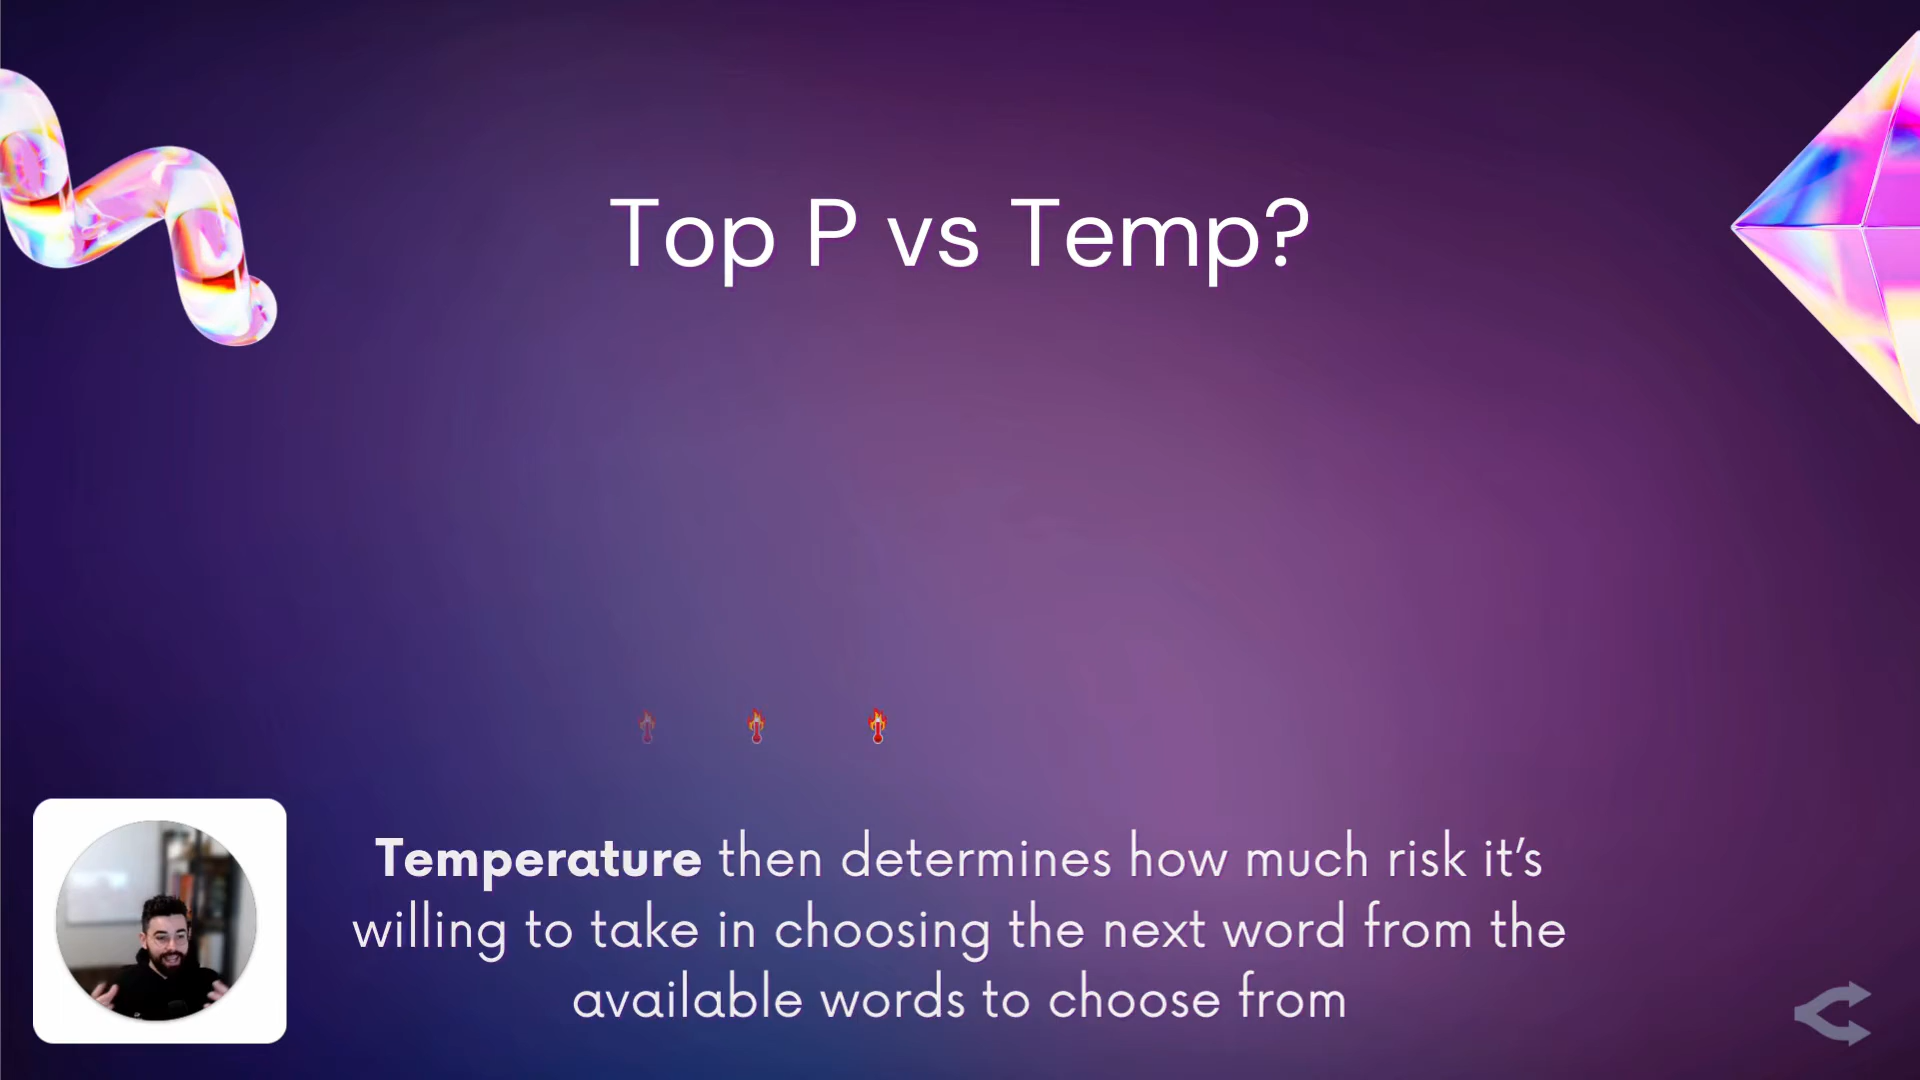 Top P vs Temp?
Temperature then determines how much risk it’s
willing to take in choosing the next word from the
available words to choose from